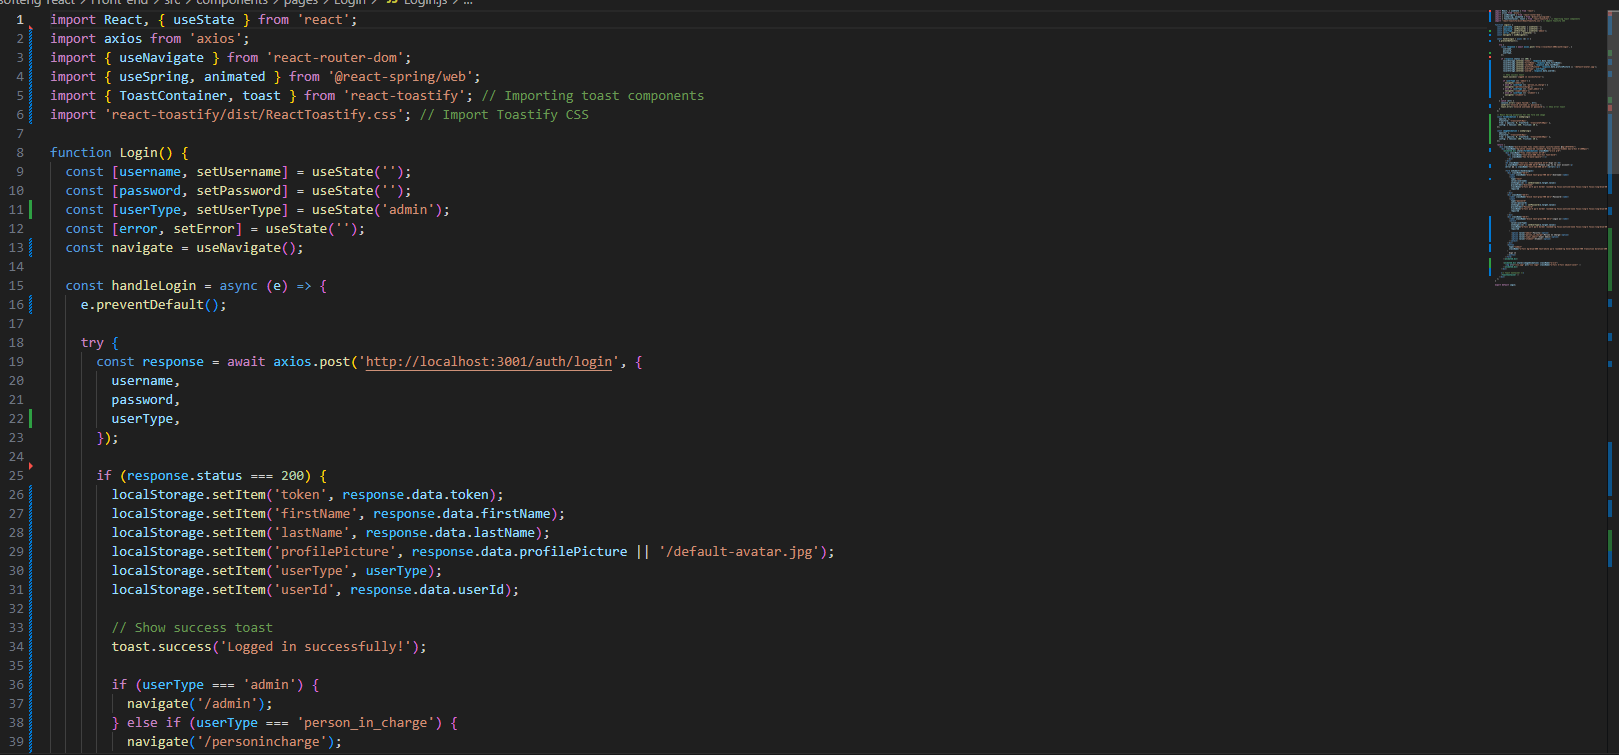 softeng react > Front end > src > components > pages > Login > JS Login.js > ...
1 import React, { useState } from 'react';
2 import axios from 'axios';
3 import { useNavigate } from 'react-router-dom';
4 import { useSpring, animated } from '@react-spring/web';
5 import { ToastContainer, toast } from 'react-toastify'; // Importing toast components
6 import 'react-toastify/dist/ReactToastify.css'; // Import Toastify CSS
7
8 function Login() {
9 const [username, setUsername] = useState('');
10 const [password, setPassword] = useState('');
11 const [userType, setUserType] = useState('admin');
12 const [error, setError] = useState('');
13 const navigate = useNavigate();
14
15 const handleLogin = async (e) => {
16 e.preventDefault();
17
18 try {
19 const response = await axios.post('http://localhost:3001/auth/login', {
20 username,
21 password,
22 userType,
23 });
24
25 if (response.status === 200) {
26 localStorage.setItem('token', response.data.token);
27 localStorage.setItem('firstName', response.data.firstName);
28 localStorage.setItem('lastName', response.data.lastName);
29 localStorage.setItem('profilePicture', response.data.profilePicture || '/default-avatar.jpg');
30 localStorage.setItem('userType', userType);
31 localStorage.setItem('userId', response.data.userId);
32
33 // Show success toast
34 toast.success('Logged in successfully!');
35
36 if (userType === 'admin') {
37 navigate('/admin');
38 } else if (userType === 'person_in_charge') {
39 navigate('/personincharge');